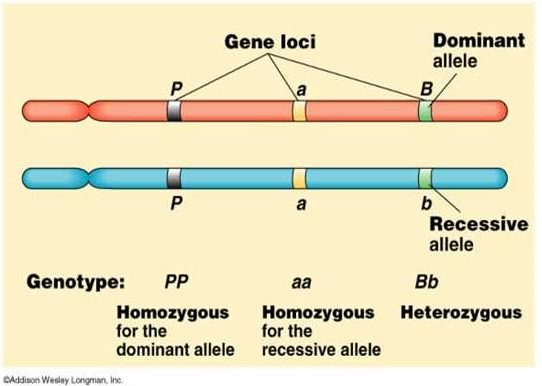 Gene loci
Dominant
allele
P
a
B
P
a
b
Recessive
allele
Genotype: PP aa Bb
Homozygous
for the
dominant allele
Homozygous
for the
recessive allele
Heterozygous
©Addison Wesley Longman, Inc.